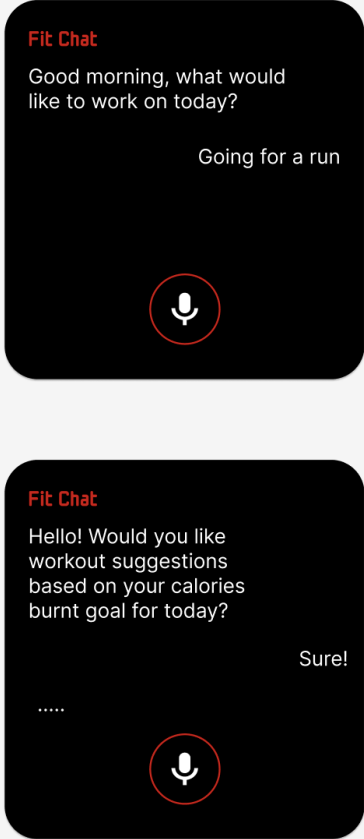 Fit Chat
Good morning, what would
like to work on today?
Going for a run
Fit Chat
Hello! Would you like
workout suggestions
based on your calories
burnt goal for today?
Sure!
.....